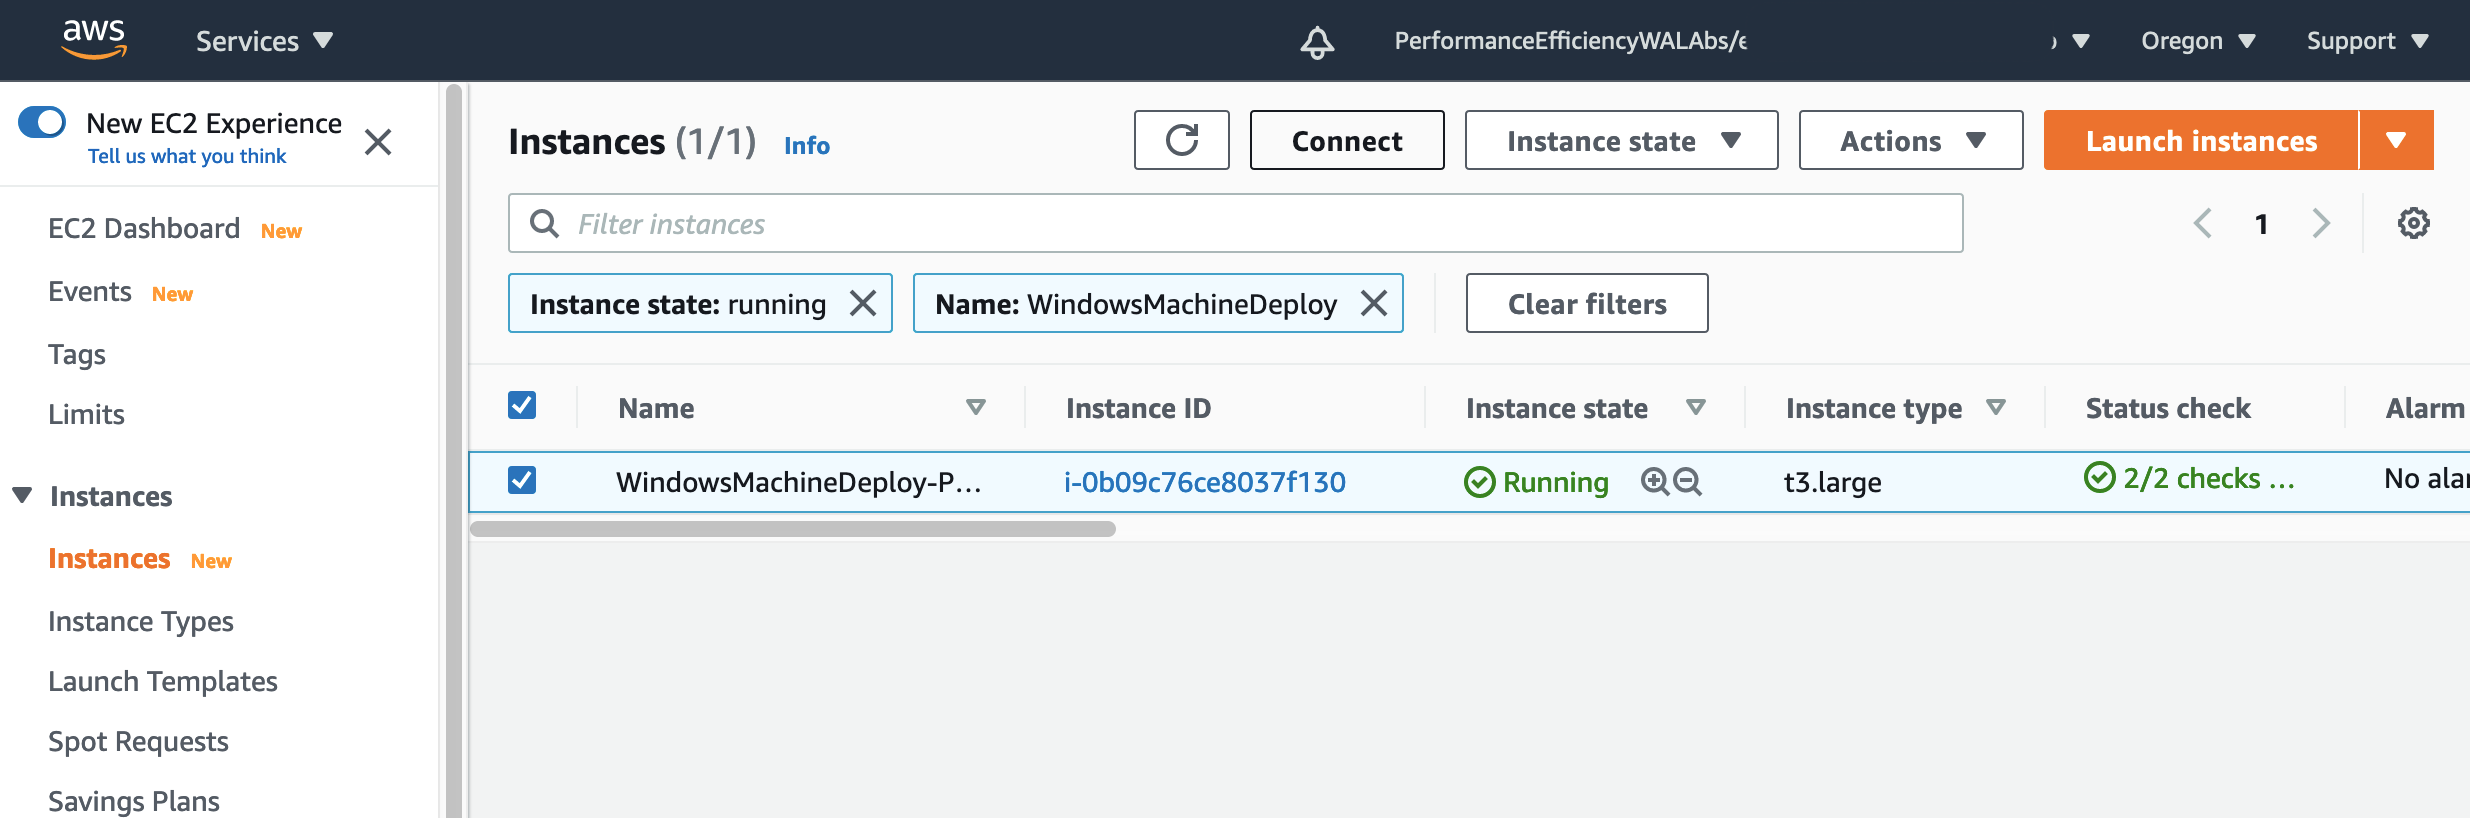 aws Services PerformanceEfficiencyWALAbs/ Oregon Support
New EC2 Experience
Tell us what you think
EC2 Dashboard New
Events New
Tags
Limits
Instances
Instances New
Instance Types
Launch Templates
Spot Requests
Savings Plans
Instances (1/1) Info Connect Instance state Actions Launch instances
Filter instances 1
Instance state: running Name: WindowsMachineDeploy Clear filters
Name Instance ID Instance state Instance type Status check Alarm
WindowsMachineDeploy-P... i-0b09c76ce8037f130 Running t3.large 2/2 checks ... No alar